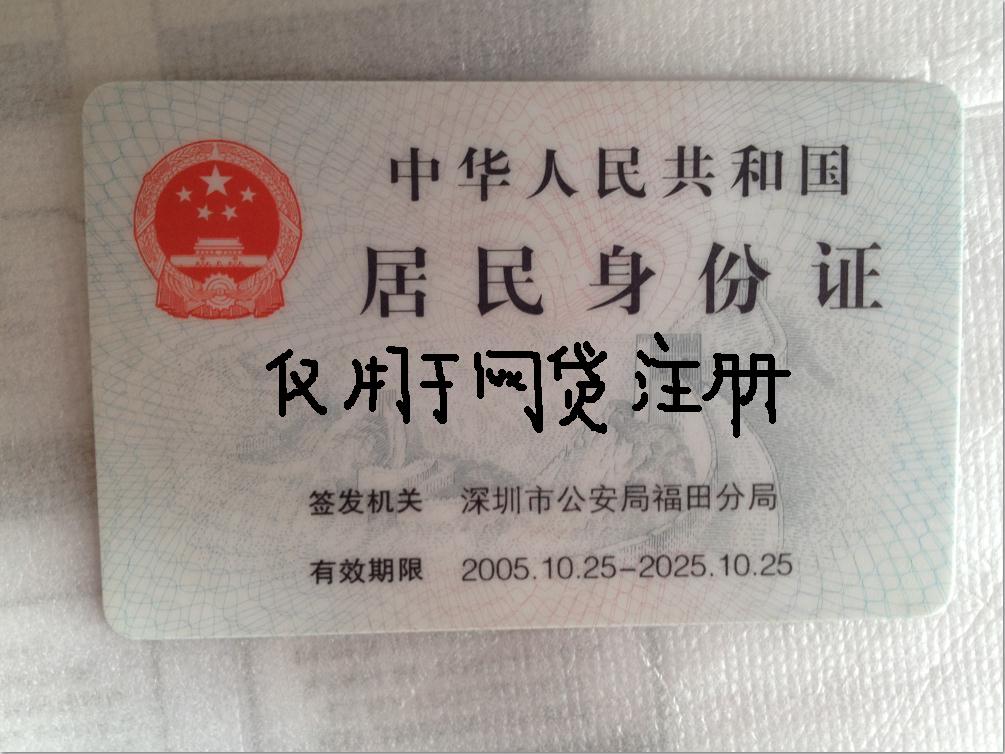 中华人民共和国
居民身份证
仅用于网贷注册
签发机关 深圳市公安局福田分局
有效期限 2005.10.25-2025.10.25